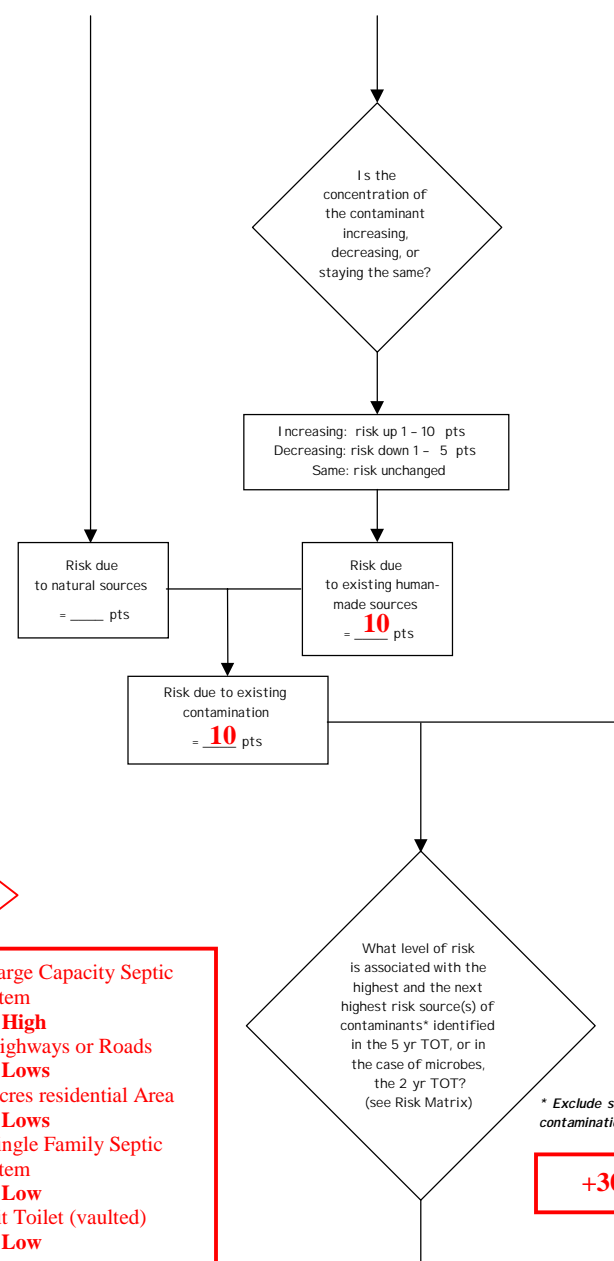 Is the
concentration of
the contaminant
increasing,
decreasing, or
staying the same?
Increasing: risk up 1 – 10 pts
Decreasing: risk down 1 – 5 pts
Same: risk unchanged
Risk due
to natural sources
= ____ pts
Risk due
to existing human-
made sources
= 10 pts
Risk due to existing
contamination
= 10 pts
What level of risk
is associated with the
highest and the next
highest risk source(s) of
contaminants* identified
in the 5 yr TOT, or in
the case of microbes,
the 2 yr TOT?
(see Risk Matrix)
* Exclude s
contaminati
+30
arge Capacity Septic
tem
High
ighways or Roads
Lows
cres residential Area
Lows
ingle Family Septic
tem
Low
it Toilet (vaulted)
Low